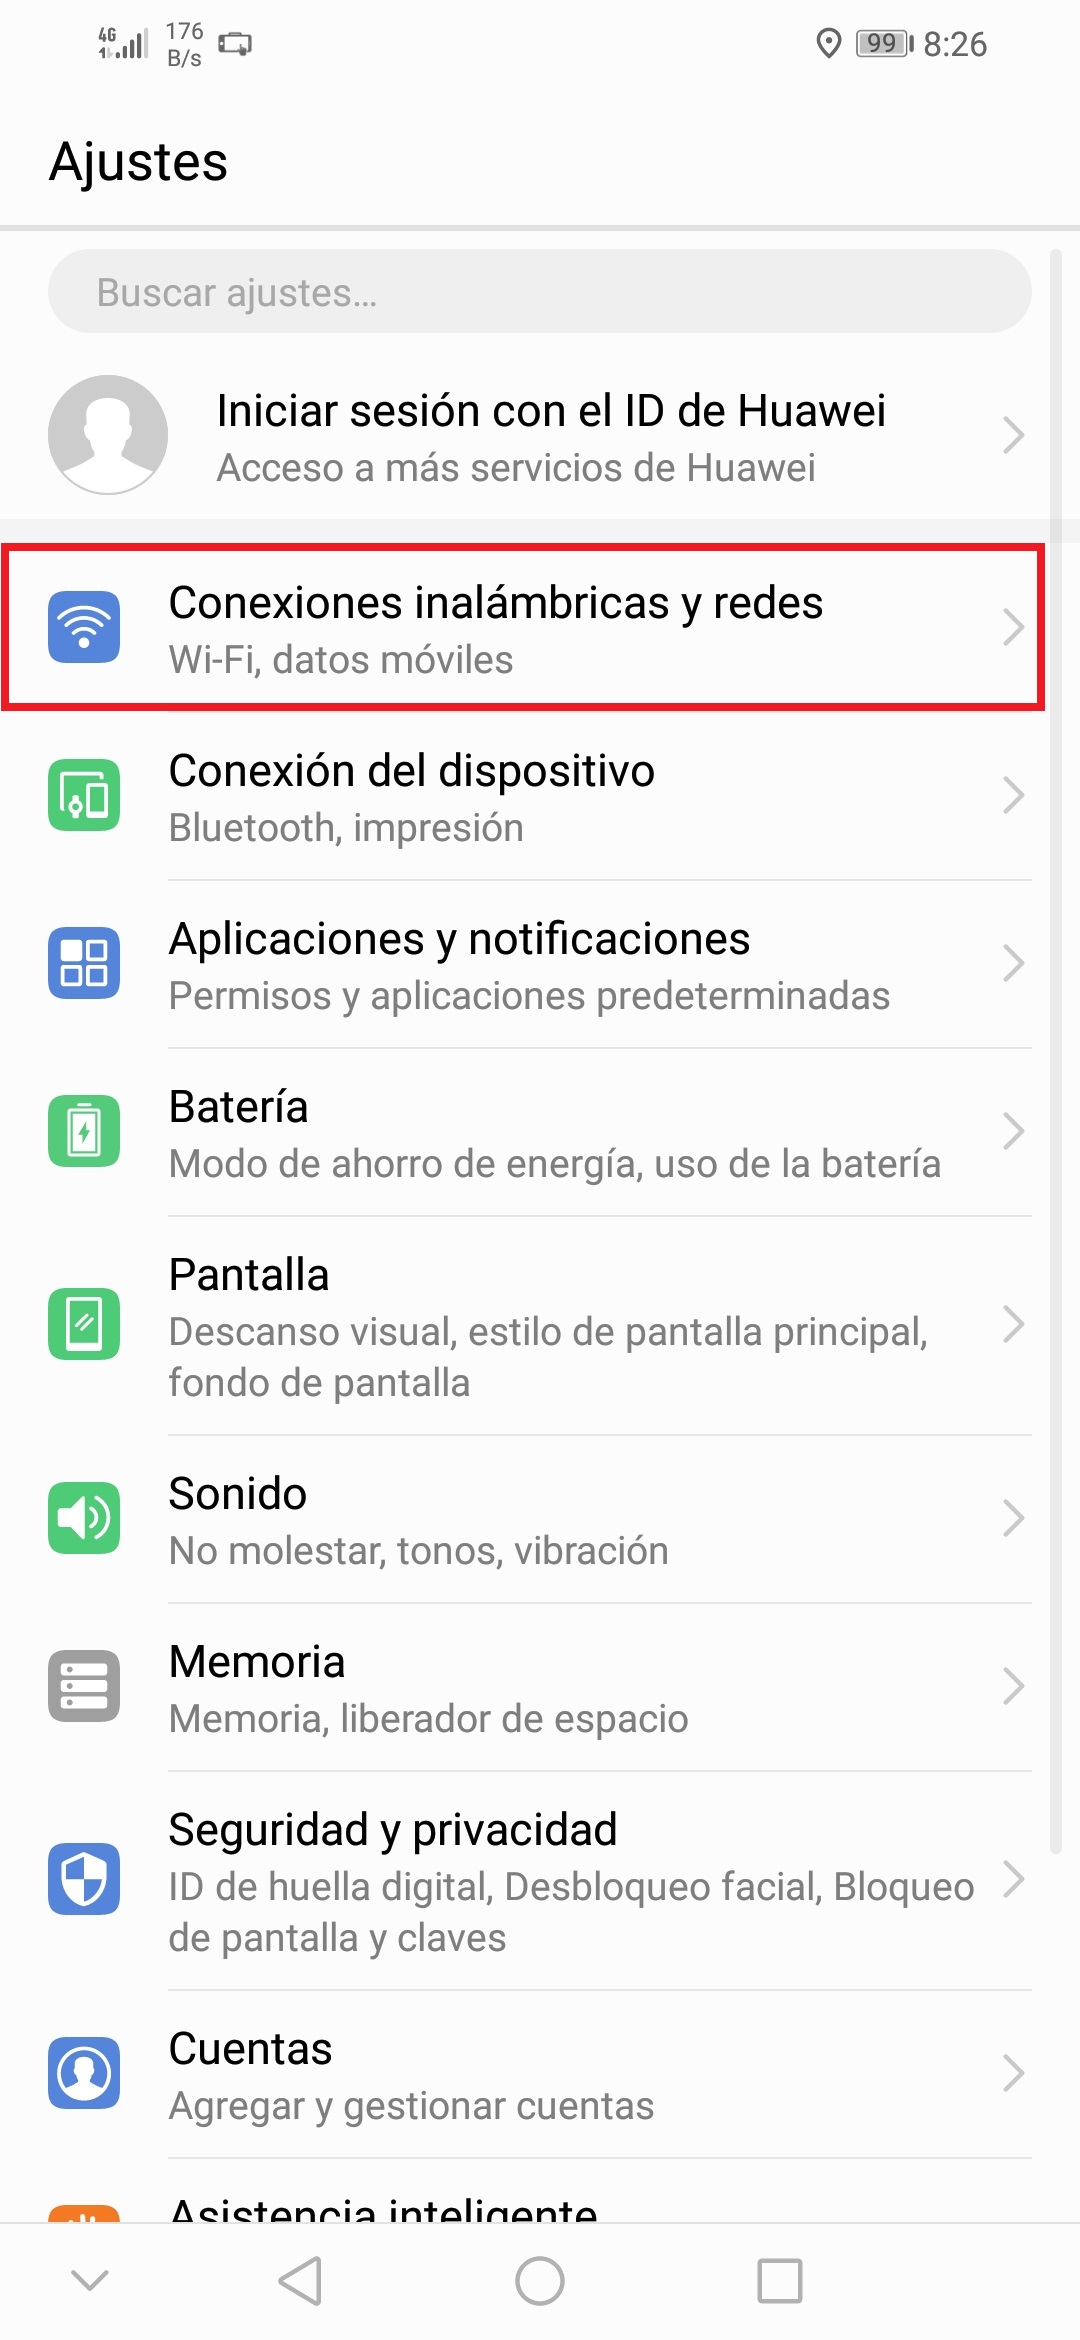 4G 176 B/s 99 8:26
Ajustes
Buscar ajustes...
Iniciar sesión con el ID de Huawei
Acceso a más servicios de Huawei
Conexiones inalámbricas y redes
Wi-Fi, datos móviles
Conexión del dispositivo
Bluetooth, impresión
Aplicaciones y notificaciones
Permisos y aplicaciones predeterminadas
Batería
Modo de ahorro de energía, uso de la batería
Pantalla
Descanso visual, estilo de pantalla principal,
fondo de pantalla
Sonido
No molestar, tonos, vibración
Memoria
Memoria, liberador de espacio
Seguridad y privacidad
ID de huella digital, Desbloqueo facial, Bloqueo
de pantalla y claves
Cuentas
Agregar y gestionar cuentas
Asistencia inteligente